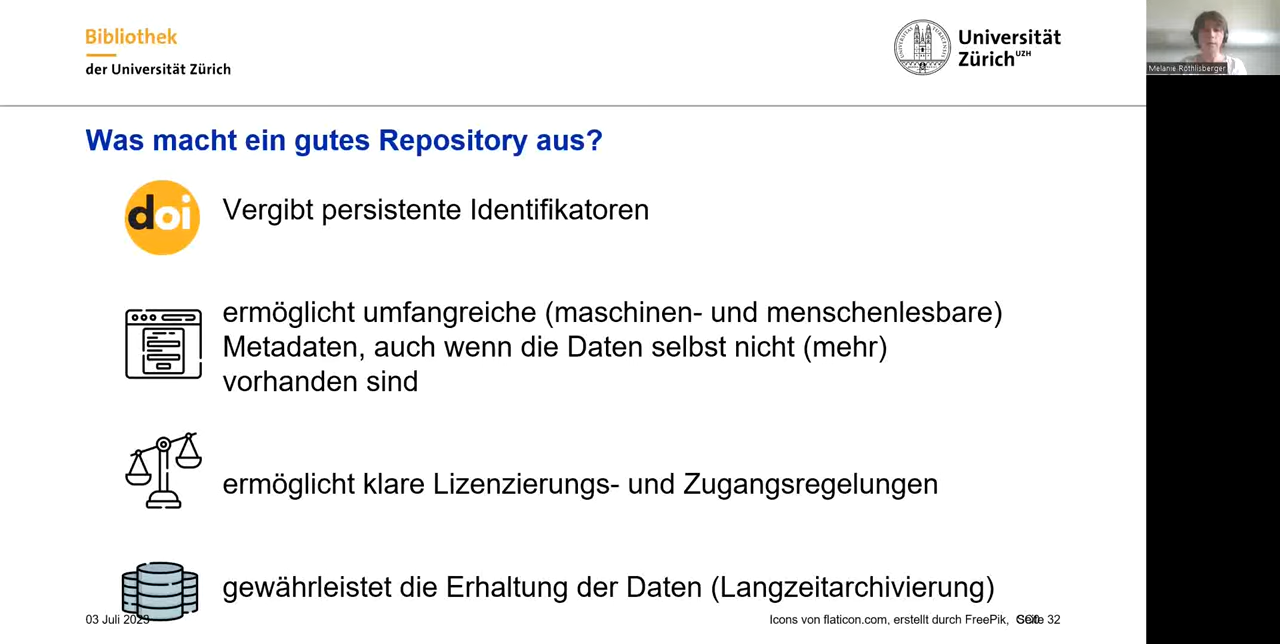 Bibliothek
der Universität Zürich
Universität
Zürich UZH
Melanie Röthlisberger
Was macht ein gutes Repository aus?
doi
Vergibt persistente Identifikatoren
ermöglicht umfangreiche (maschinen- und menschenlesbare)
Metadaten, auch wenn die Daten selbst nicht (mehr)
vorhanden sind
ermöglicht klare Lizenzierungs- und Zugangsregelungen
gewährleistet die Erhaltung der Daten (Langzeitarchivierung)
03 Juli 2023
Icons von flaticon.com, erstellt durch FreePik, CC0
Seite 32